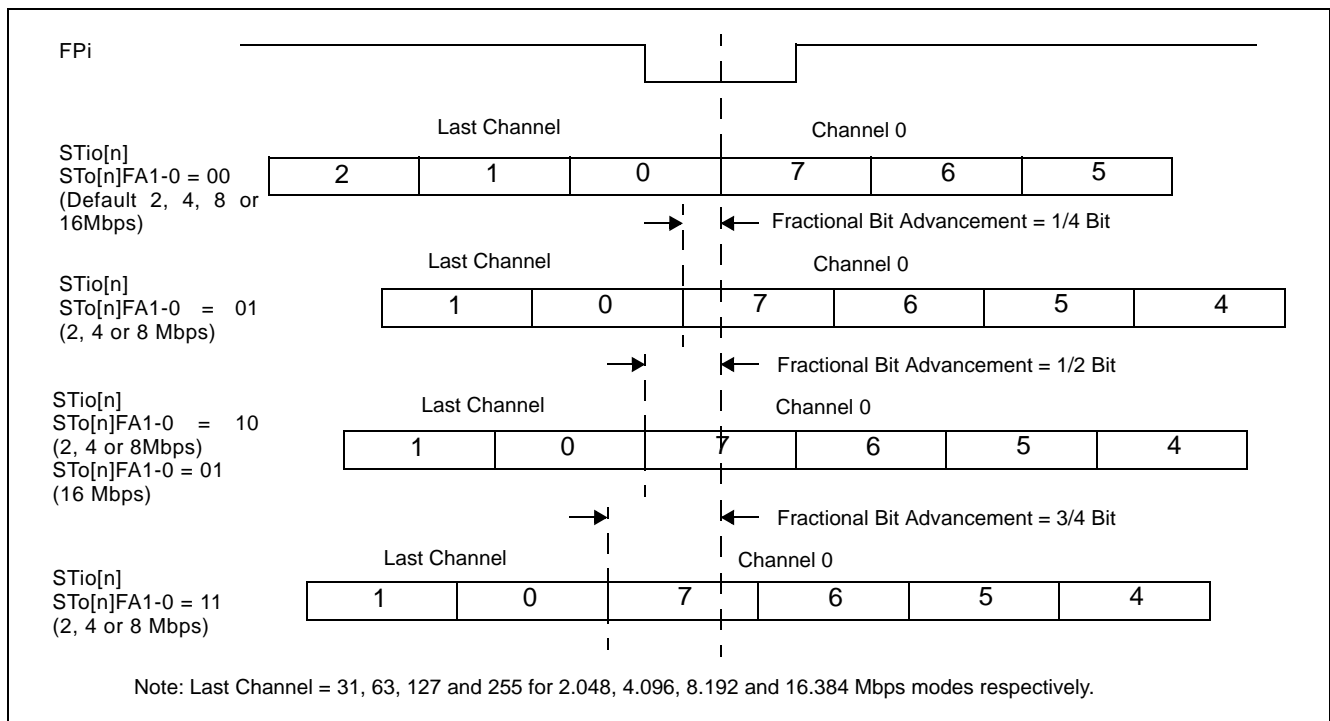 FPi
Last Channel
Channel 0
STio[n]
STo[n]FA1-0 = 00
(Default 2, 4, 8 or
16Mbps)
2 1 0 7 6 5
Fractional Bit Advancement = 1/4 Bit
Last Channel
Channel 0
STio[n]
STo[n]FA1-0 = 01
(2, 4 or 8 Mbps)
1 0 7 6 5 4
Fractional Bit Advancement = 1/2 Bit
Last Channel
Channel 0
STio[n]
STo[n]FA1-0 = 10
(2, 4 or 8Mbps)
STo[n]FA1-0 = 01
(16 Mbps)
1 0 7 6 5 4
Fractional Bit Advancement = 3/4 Bit
Last Channel
Channel 0
STio[n]
STo[n]FA1-0 = 11
(2, 4 or 8 Mbps)
1 0 7 6 5 4
Note: Last Channel = 31, 63, 127 and 255 for 2.048, 4.096, 8.192 and 16.384 Mbps modes respectively.